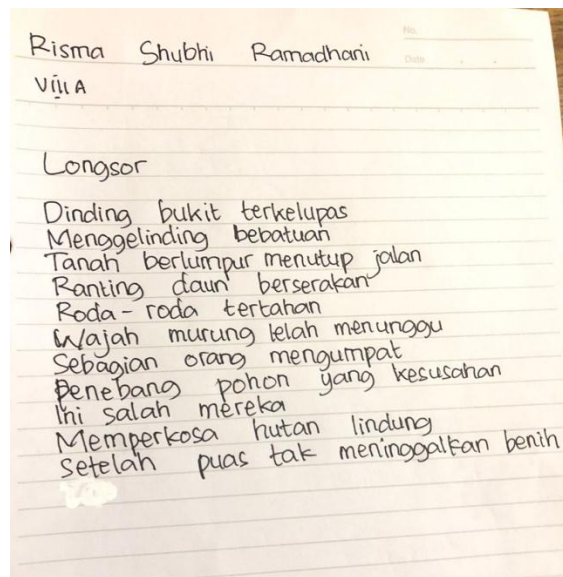 No.
Risma Shubhi Ramadhani
Date
VIII A
Longsor
Dinding bukit terkelupas
Menggelinding bebatuan
Tanah berlumpur menutup jalan
Ranting daun berserakan
Roda-roda tertahan
Wajah murung lelah menunggu
Sebagian orang mengumpat
Penebang pohon yang kesusahan
Ini salah mereka
Memperkosa hutan lindung
Setelah puas tak meninggalkan benih